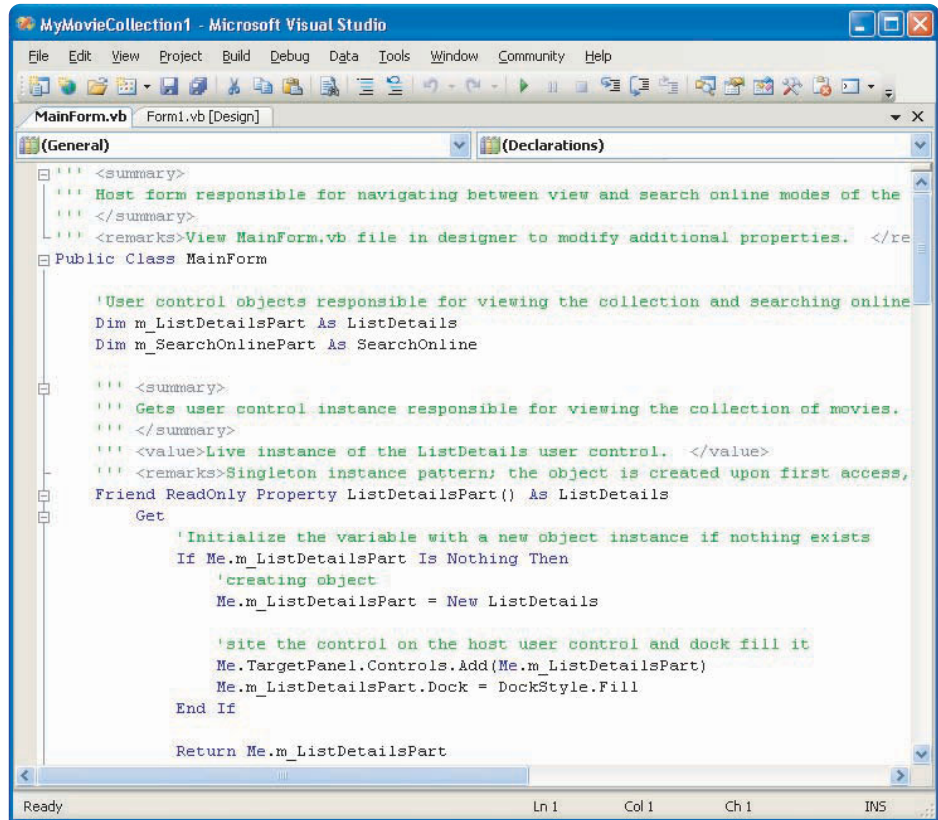 MyMovieCollection1 - Microsoft Visual Studio
File Edit View Project Build Debug Data Tools Window Community Help
MainForm.vb Form1.vb [Design]
(General) (Declarations)
''' <summary>
''' Host form responsible for navigating between view and search online modes of the
''' </summary>
''' <remarks>View MainForm.vb file in designer to modify additional properties. </re
Public Class MainForm
'User control objects responsible for viewing the collection and searching online
Dim m_ListDetailsPart As ListDetails
Dim m_SearchOnlinePart As SearchOnline
''' <summary>
''' Gets user control instance responsible for viewing the collection of movies.
''' </summary>
''' <value>Live instance of the ListDetails user control. </value>
''' <remarks>Singleton instance pattern; the object is created upon first access,
Friend ReadOnly Property ListDetailsPart() As ListDetails
Get
'Initialize the variable with a new object instance if nothing exists
If Me.m_ListDetailsPart Is Nothing Then
'creating object
Me.m_ListDetailsPart = New ListDetails
'site the control on the host user control and dock fill it
Me.TargetPanel.Controls.Add(Me.m_ListDetailsPart)
Me.m_ListDetailsPart.Dock = DockStyle.Fill
End If
Return Me.m_ListDetailsPart
Ready Ln 1 Col 1 Ch 1 INS